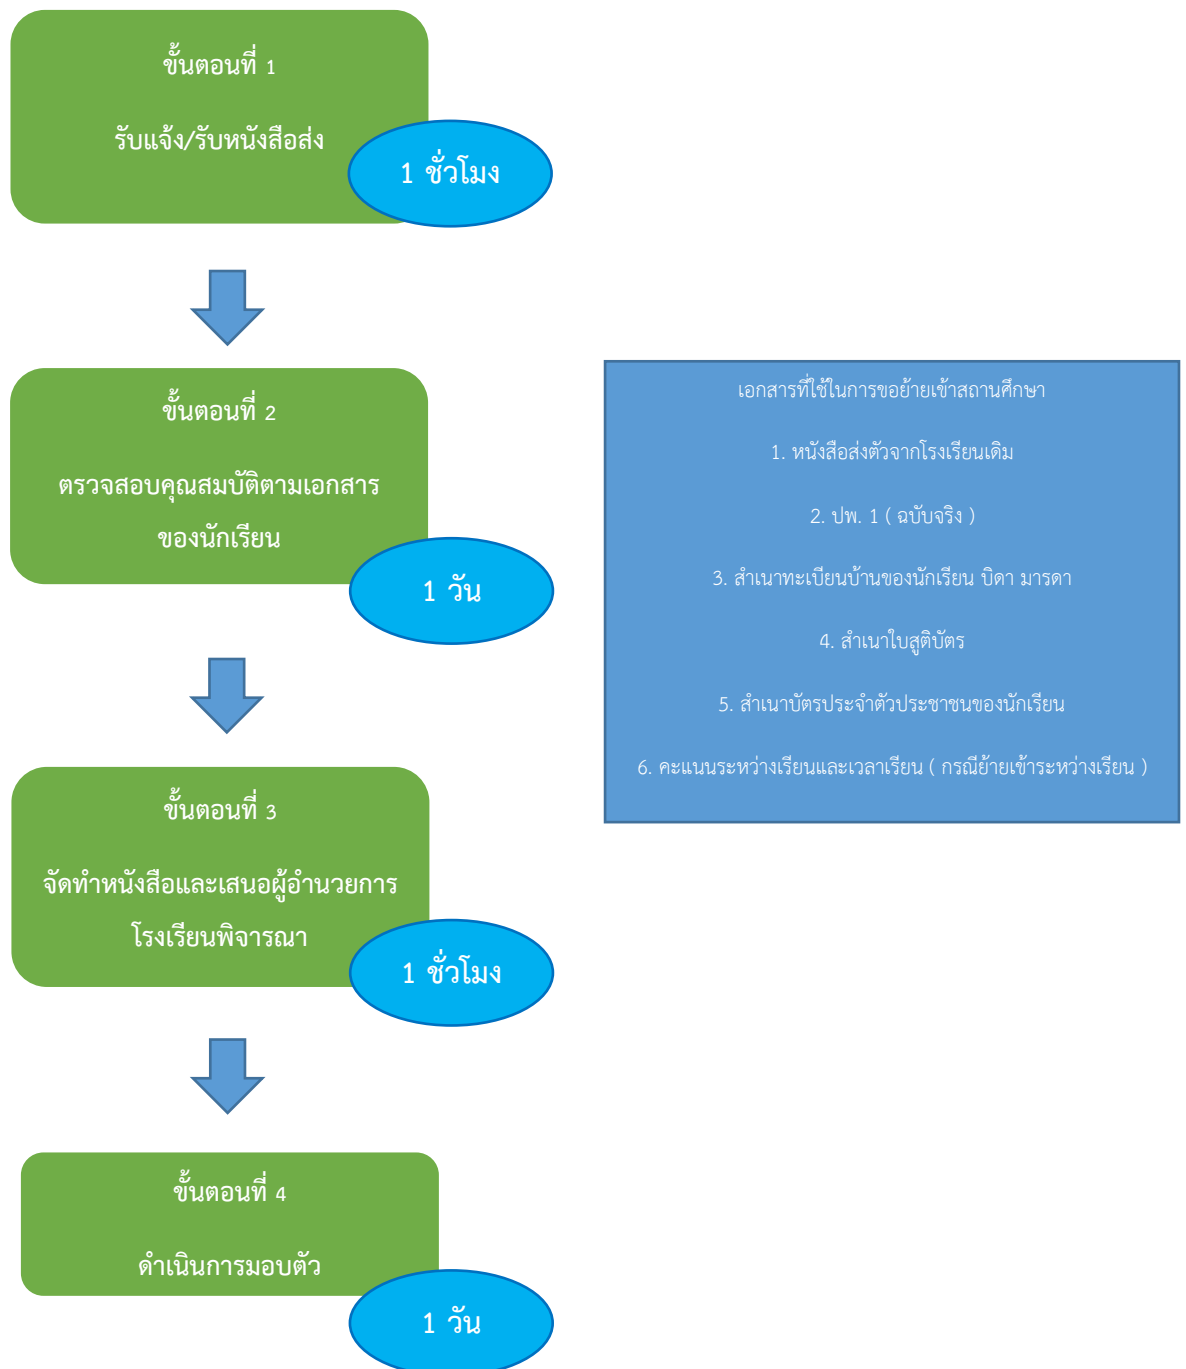 ขั้นตอนที่ 1
รับแจ้ง/รับหนังสือส่ง
1 ชั่วโมง
ขั้นตอนที่ 2
ตรวจสอบคุณสมบัติตามเอกสาร
ของนักเรียน
1 วัน
ขั้นตอนที่ 3
จัดทำหนังสือและเสนอผู้อำนวยการ
โรงเรียนพิจารณา
1 ชั่วโมง
ขั้นตอนที่ 4
ดำเนินการมอบตัว
1 วัน
เอกสารที่ใช้ในการขอย้ายเข้าสถานศึกษา
1. หนังสือส่งตัวจากโรงเรียนเดิม
2. ปพ. 1 ( ฉบับจริง )
3. สำเนาทะเบียนบ้านของนักเรียน บิดา มารดา
4. สำเนาใบสูติบัตร
5. สำเนาบัตรประจำตัวประชาชนของนักเรียน
6. คะแนนระหว่างเรียนและเวลาเรียน ( กรณีย้ายเข้าระหว่างเรียน )